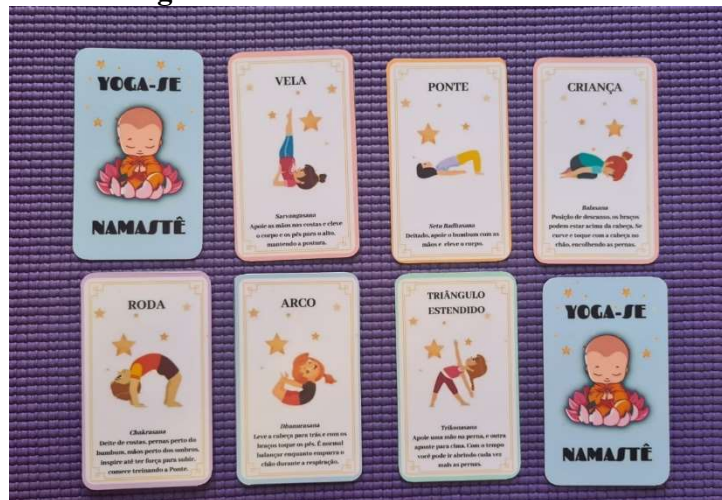 YOGA-SE
NAMASTÊ
VELA
Sarvangasana
Apoie as mãos nas costas e eleve
o corpo e os pés para o alto,
mantendo a postura.
PONTE
Setu Badhasana
Deitado, apoie o bumbum com as
mãos e eleve o corpo.
CRIANÇA
Balasana
Posição de descanso, os braços
podem estar acima da cabeça. Se
curve e toque com a cabeça no
chão, encolhendo as pernas.
RODA
Chakrasana
Deite de costas, pernas perto do
bumbum, mãos perto dos ombros,
inspire até ter força para subir,
comece treinando a Ponte.
ARCO
Dhanurasana
Leve a cabeça para trás e com os
braços toque os pés. É normal
balançar enquanto empurra o
chão durante a respiração.
TRIÂNGULO
ESTENDIDO
Trikonasana
Apoie uma mão na perna, e outra
aponte para cima. Com o tempo
você pode ir abrindo cada vez
mais as pernas.
YOGA-SE
NAMASTÊ